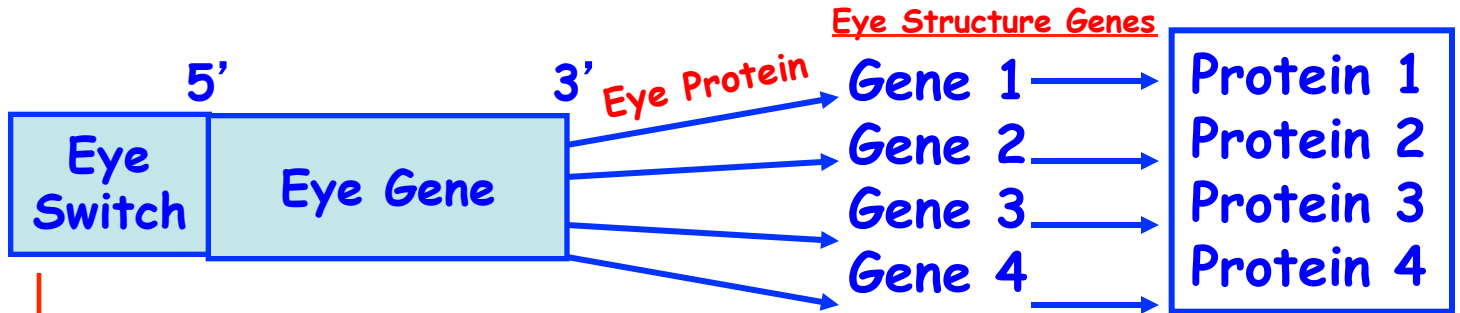 Eye Structure Genes
5’
3’
Eye Protein
Eye
Switch
Eye Gene
Gene 1
Gene 2
Gene 3
Gene 4
Protein 1
Protein 2
Protein 3
Protein 4